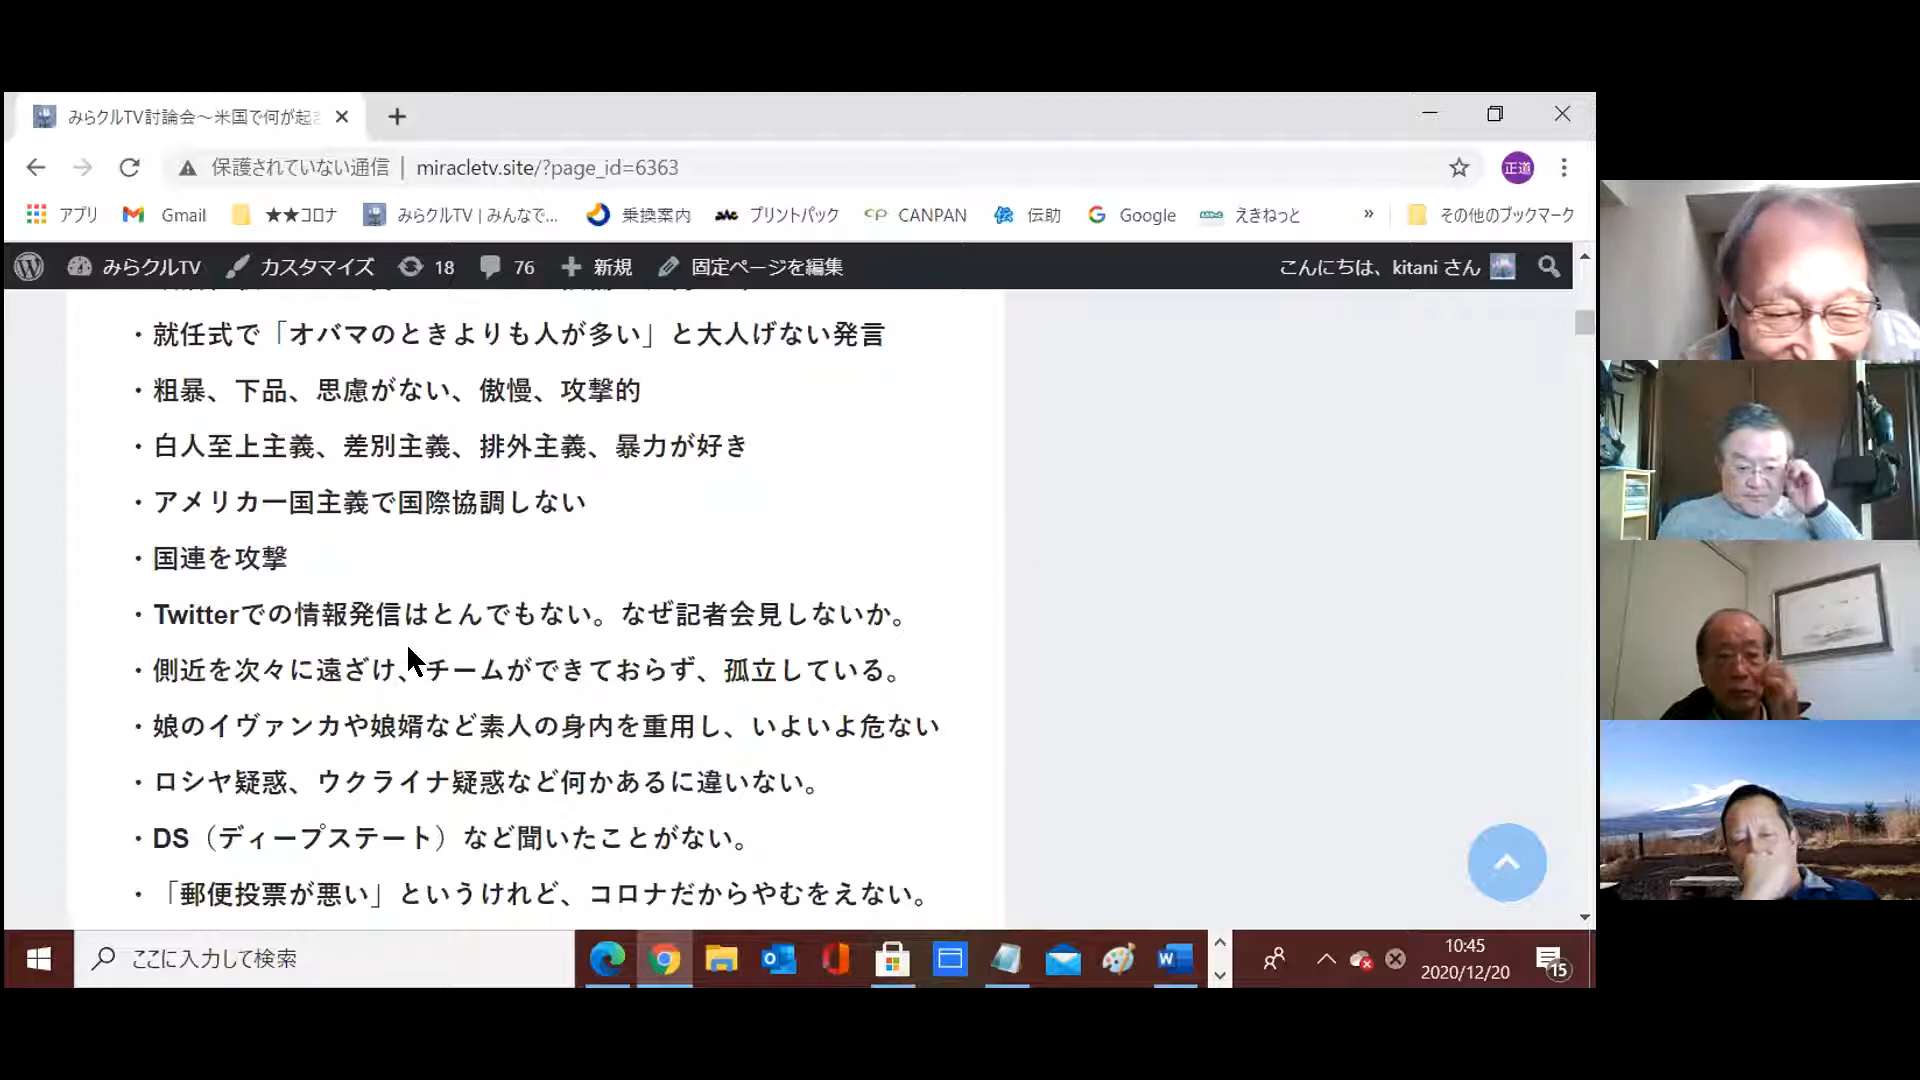 みらクルTV討論会～米国で何が起き
保護されていない通信 | miracletv.site/?page_id=6363
正道
アプリ Gmail ★★コロナ みらクルTV | みんなで... 乗換案内 プリントパック CANPAN 伝助 Google えきねっと » その他のブックマーク
みらクルTV カスタマイズ 18 76 新規 固定ページを編集 こんにちは、kitani さん
・就任式で「オバマのときよりも人が多い」と大人げない発言
・粗暴、下品、思慮がない、傲慢、攻撃的
・白人至上主義、差別主義、排外主義、暴力が好き
・アメリカ一国主義で国際協調しない
・国連を攻撃
・Twitterでの情報発信はとんでもない。なぜ記者会見しないか。
・側近を次々に遠ざけ、チームができておらず、孤立している。
・娘のイヴァンカや娘婿など素人の身内を重用し、いよいよ危ない
・ロシヤ疑惑、ウクライナ疑惑など何かあるに違いない。
・DS（ディープステート）など聞いたことがない。
・「郵便投票が悪い」というけれど、コロナだからやむをえない。
ここに入力して検索
10:45
2020/12/20
15